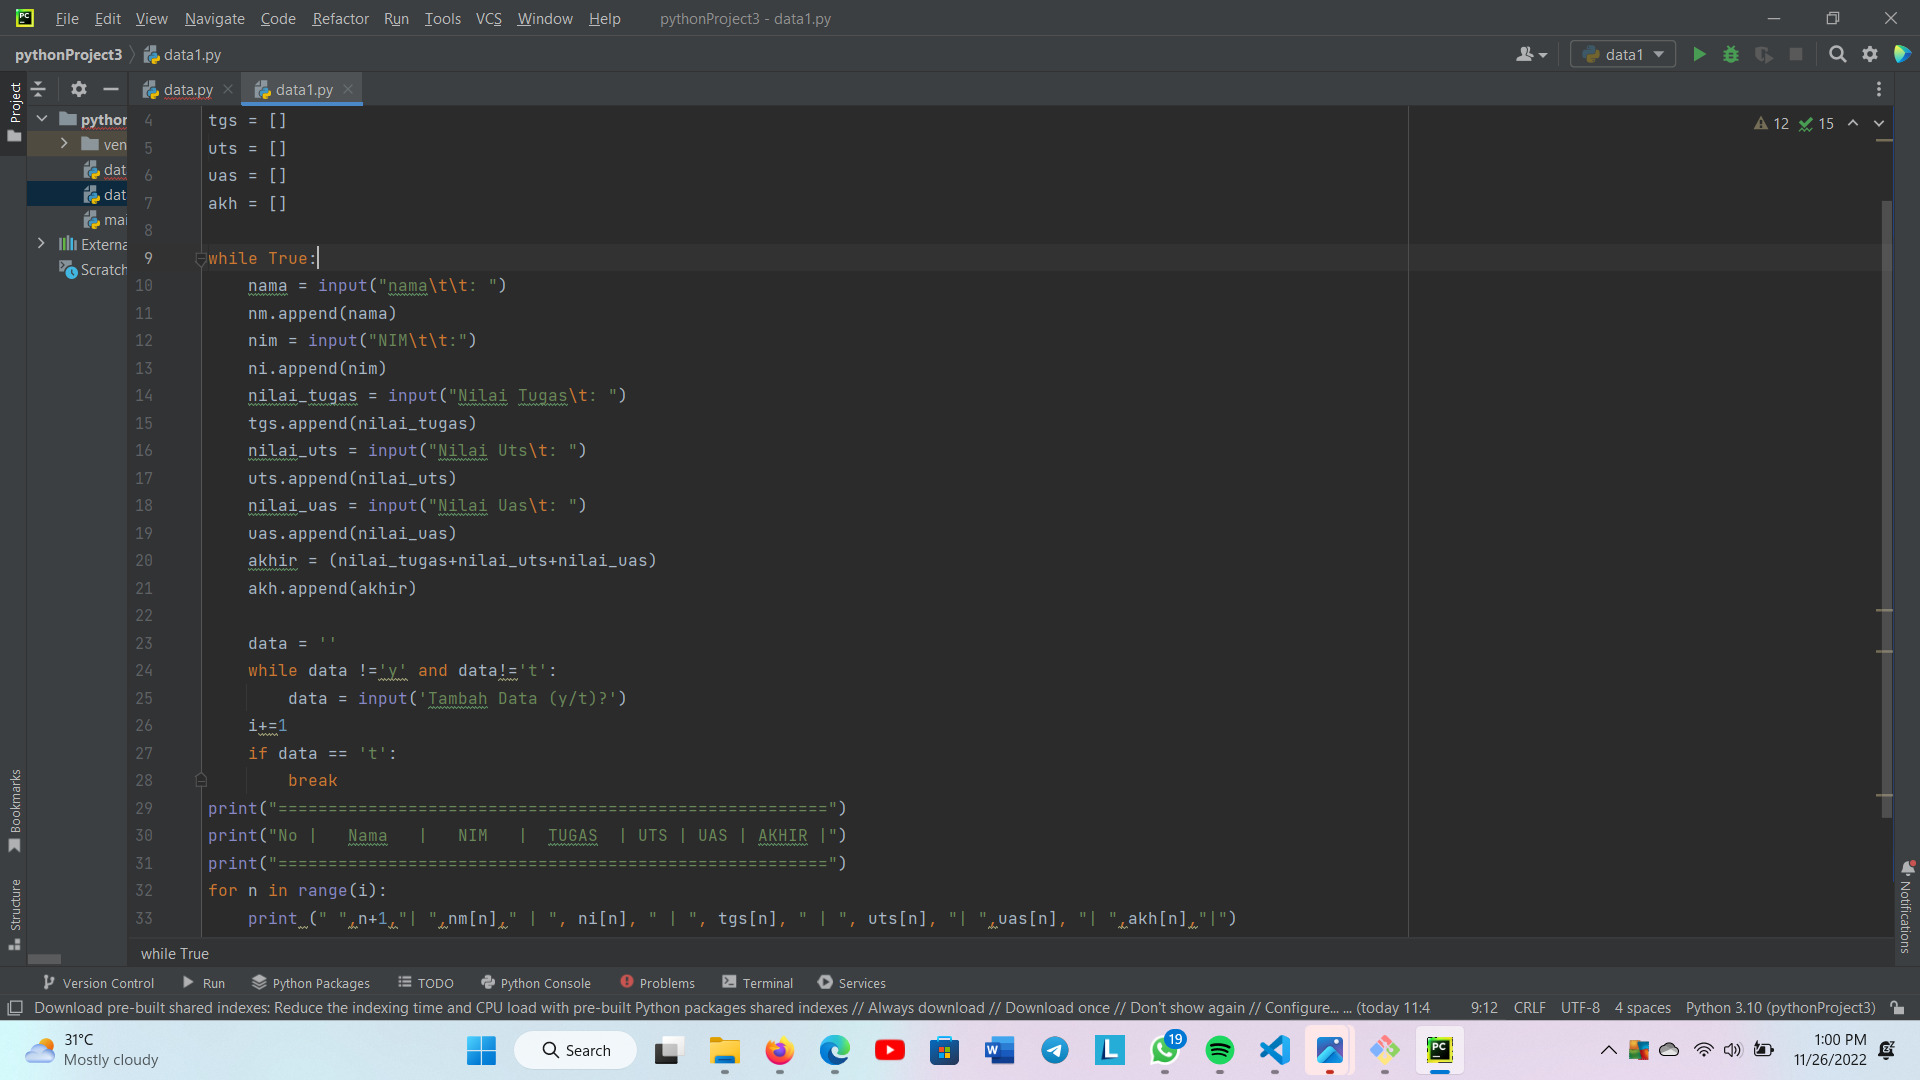 File Edit View Navigate Code Refactor Run Tools VCS Window Help pythonProject3 - data1.py
pythonProject3 data1.py data1
Project data.py data1.py
python
ven
dat
dat
mai
Externa
Scratch
12 15
4 tgs = []
5 uts = []
6 uas = []
7 akh = []
8
9 while True:
10 nama = input("nama\t\t: ")
11 nm.append(nama)
12 nim = input("NIM\t\t:")
13 ni.append(nim)
14 nilai_tugas = input("Nilai Tugas\t: ")
15 tgs.append(nilai_tugas)
16 nilai_uts = input("Nilai Uts\t: ")
17 uts.append(nilai_uts)
18 nilai_uas = input("Nilai Uas\t: ")
19 uas.append(nilai_uas)
20 akhir = (nilai_tugas+nilai_uts+nilai_uas)
21 akh.append(akhir)
22
23 data = ''
24 while data !='y' and data!='t':
25 data = input('Tambah Data (y/t)?')
26 i+=1
27 if data == 't':
28 break
29 print("=======================================================")
30 print("No |   Nama   |   NIM   |  TUGAS  | UTS | UAS | AKHIR |")
31 print("=======================================================")
32 for n in range(i):
33 print (" ",n+1,"| ",nm[n]," | ", ni[n], " | ", tgs[n], " | ", uts[n], "| ",uas[n], "| ",akh[n],"|")
Bookmarks
Structure
Notifications
while True
Version Control Run Python Packages TODO Python Console Problems Terminal Services
Download pre-built shared indexes: Reduce the indexing time and CPU load with pre-built Python packages shared indexes // Always download // Download once // Don't show again // Configure... ... (today 11:4 9:12 CRLF UTF-8 4 spaces Python 3.10 (pythonProject3)
31°C
Mostly cloudy
Search
19
1:00 PM
11/26/2022